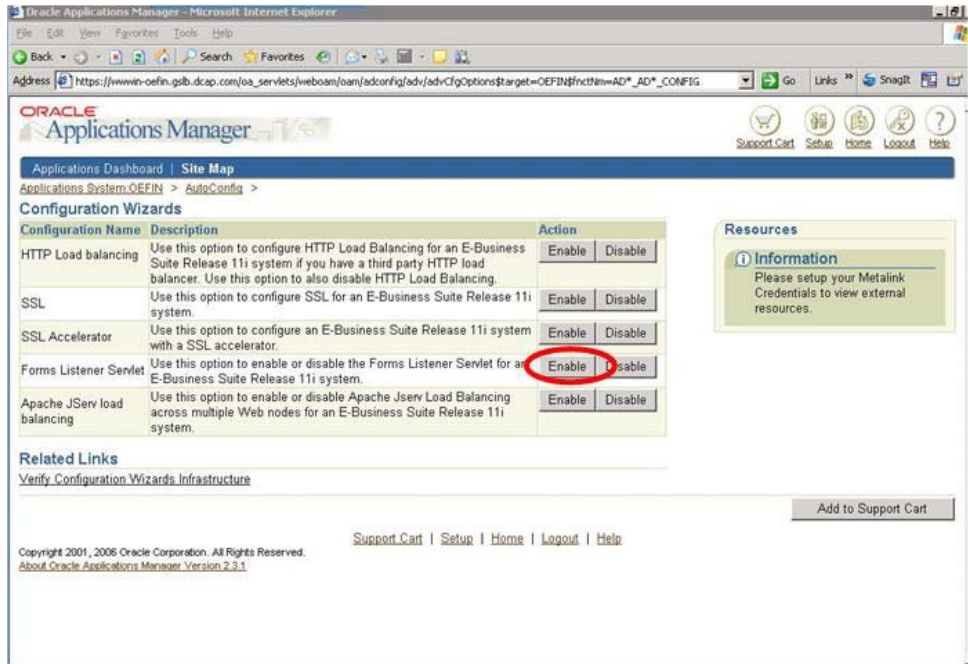 Oracle Applications Manager - Microsoft Internet Explorer
File Edit View Favorites Tools Help
Back Search Favorites
Address https://wwwin-oefin.gslb.dcap.com/oa_servlets/weboam/oam/adconfig/adv/advCfgOptions$target=OEFIN$fnctNm=AD*_AD*_CONFIG Go Links » SnagIt
ORACLE
Applications Manager
Support Cart Setup Home Logout Help
Applications Dashboard | Site Map
Applications System:OEFIN > AutoConfig >
Configuration Wizards
Configuration Name Description Action
HTTP Load balancing
Use this option to configure HTTP Load Balancing for an E-Business
Suite Release 11i system if you have a third party HTTP load
balancer. Use this option to also disable HTTP Load Balancing.
Enable Disable
SSL
Use this option to configure SSL for an E-Business Suite Release 11i
system.
Enable Disable
SSL Accelerator
Use this option to configure an E-Business Suite Release 11i system
with a SSL accelerator.
Enable Disable
Forms Listener Servlet
Use this option to enable or disable the Forms Listener Servlet for an
E-Business Suite Release 11i system.
Enable Disable
Apache JServ load
balancing
Use this option to enable or disable Apache Jserv Load Balancing
across multiple Web nodes for an E-Business Suite Release 11i
system.
Enable Disable
Resources
Information
Please setup your Metalink
Credentials to view external
resources.
Related Links
Verify Configuration Wizards Infrastructure
Add to Support Cart
Support Cart | Setup | Home | Logout | Help
Copyright 2001, 2006 Oracle Corporation. All Rights Reserved.
About Oracle Applications Manager Version 2.3.1